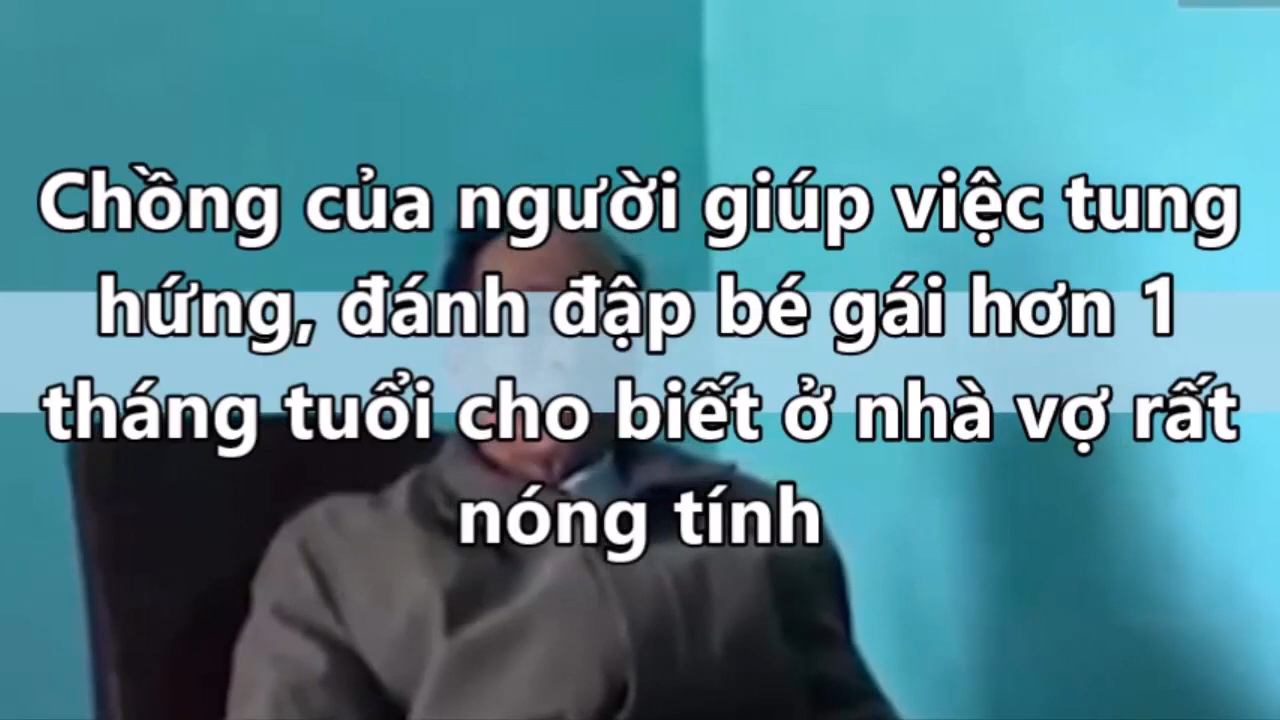 Chồng của người giúp việc tung
hứng, đánh đập bé gái hơn 1
tháng tuổi cho biết ở nhà vợ rất
nóng tính